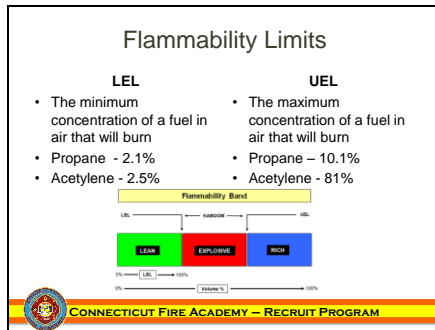 Flammability Limits
LEL
• The minimum
concentration of a fuel in
air that will burn
• Propane - 2.1%
• Acetylene - 2.5%
UEL
• The maximum
concentration of a fuel in
air that will burn
• Propane – 10.1%
• Acetylene - 81%
Flammability Band
LEL KABOOM UEL
LEAN EXPLOSIVE RICH
0% LEL 100%
0% Volume % 100%
CONNECTICUT FIRE ACADEMY – RECRUIT PROGRAM